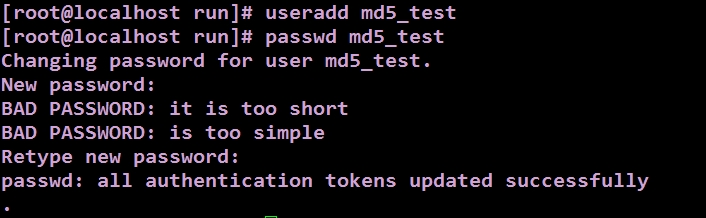 [root@localhost run]# useradd md5_test
[root@localhost run]# passwd md5_test
Changing password for user md5_test.
New password:
BAD PASSWORD: it is too short
BAD PASSWORD: is too simple
Retype new password:
passwd: all authentication tokens updated successfully
.